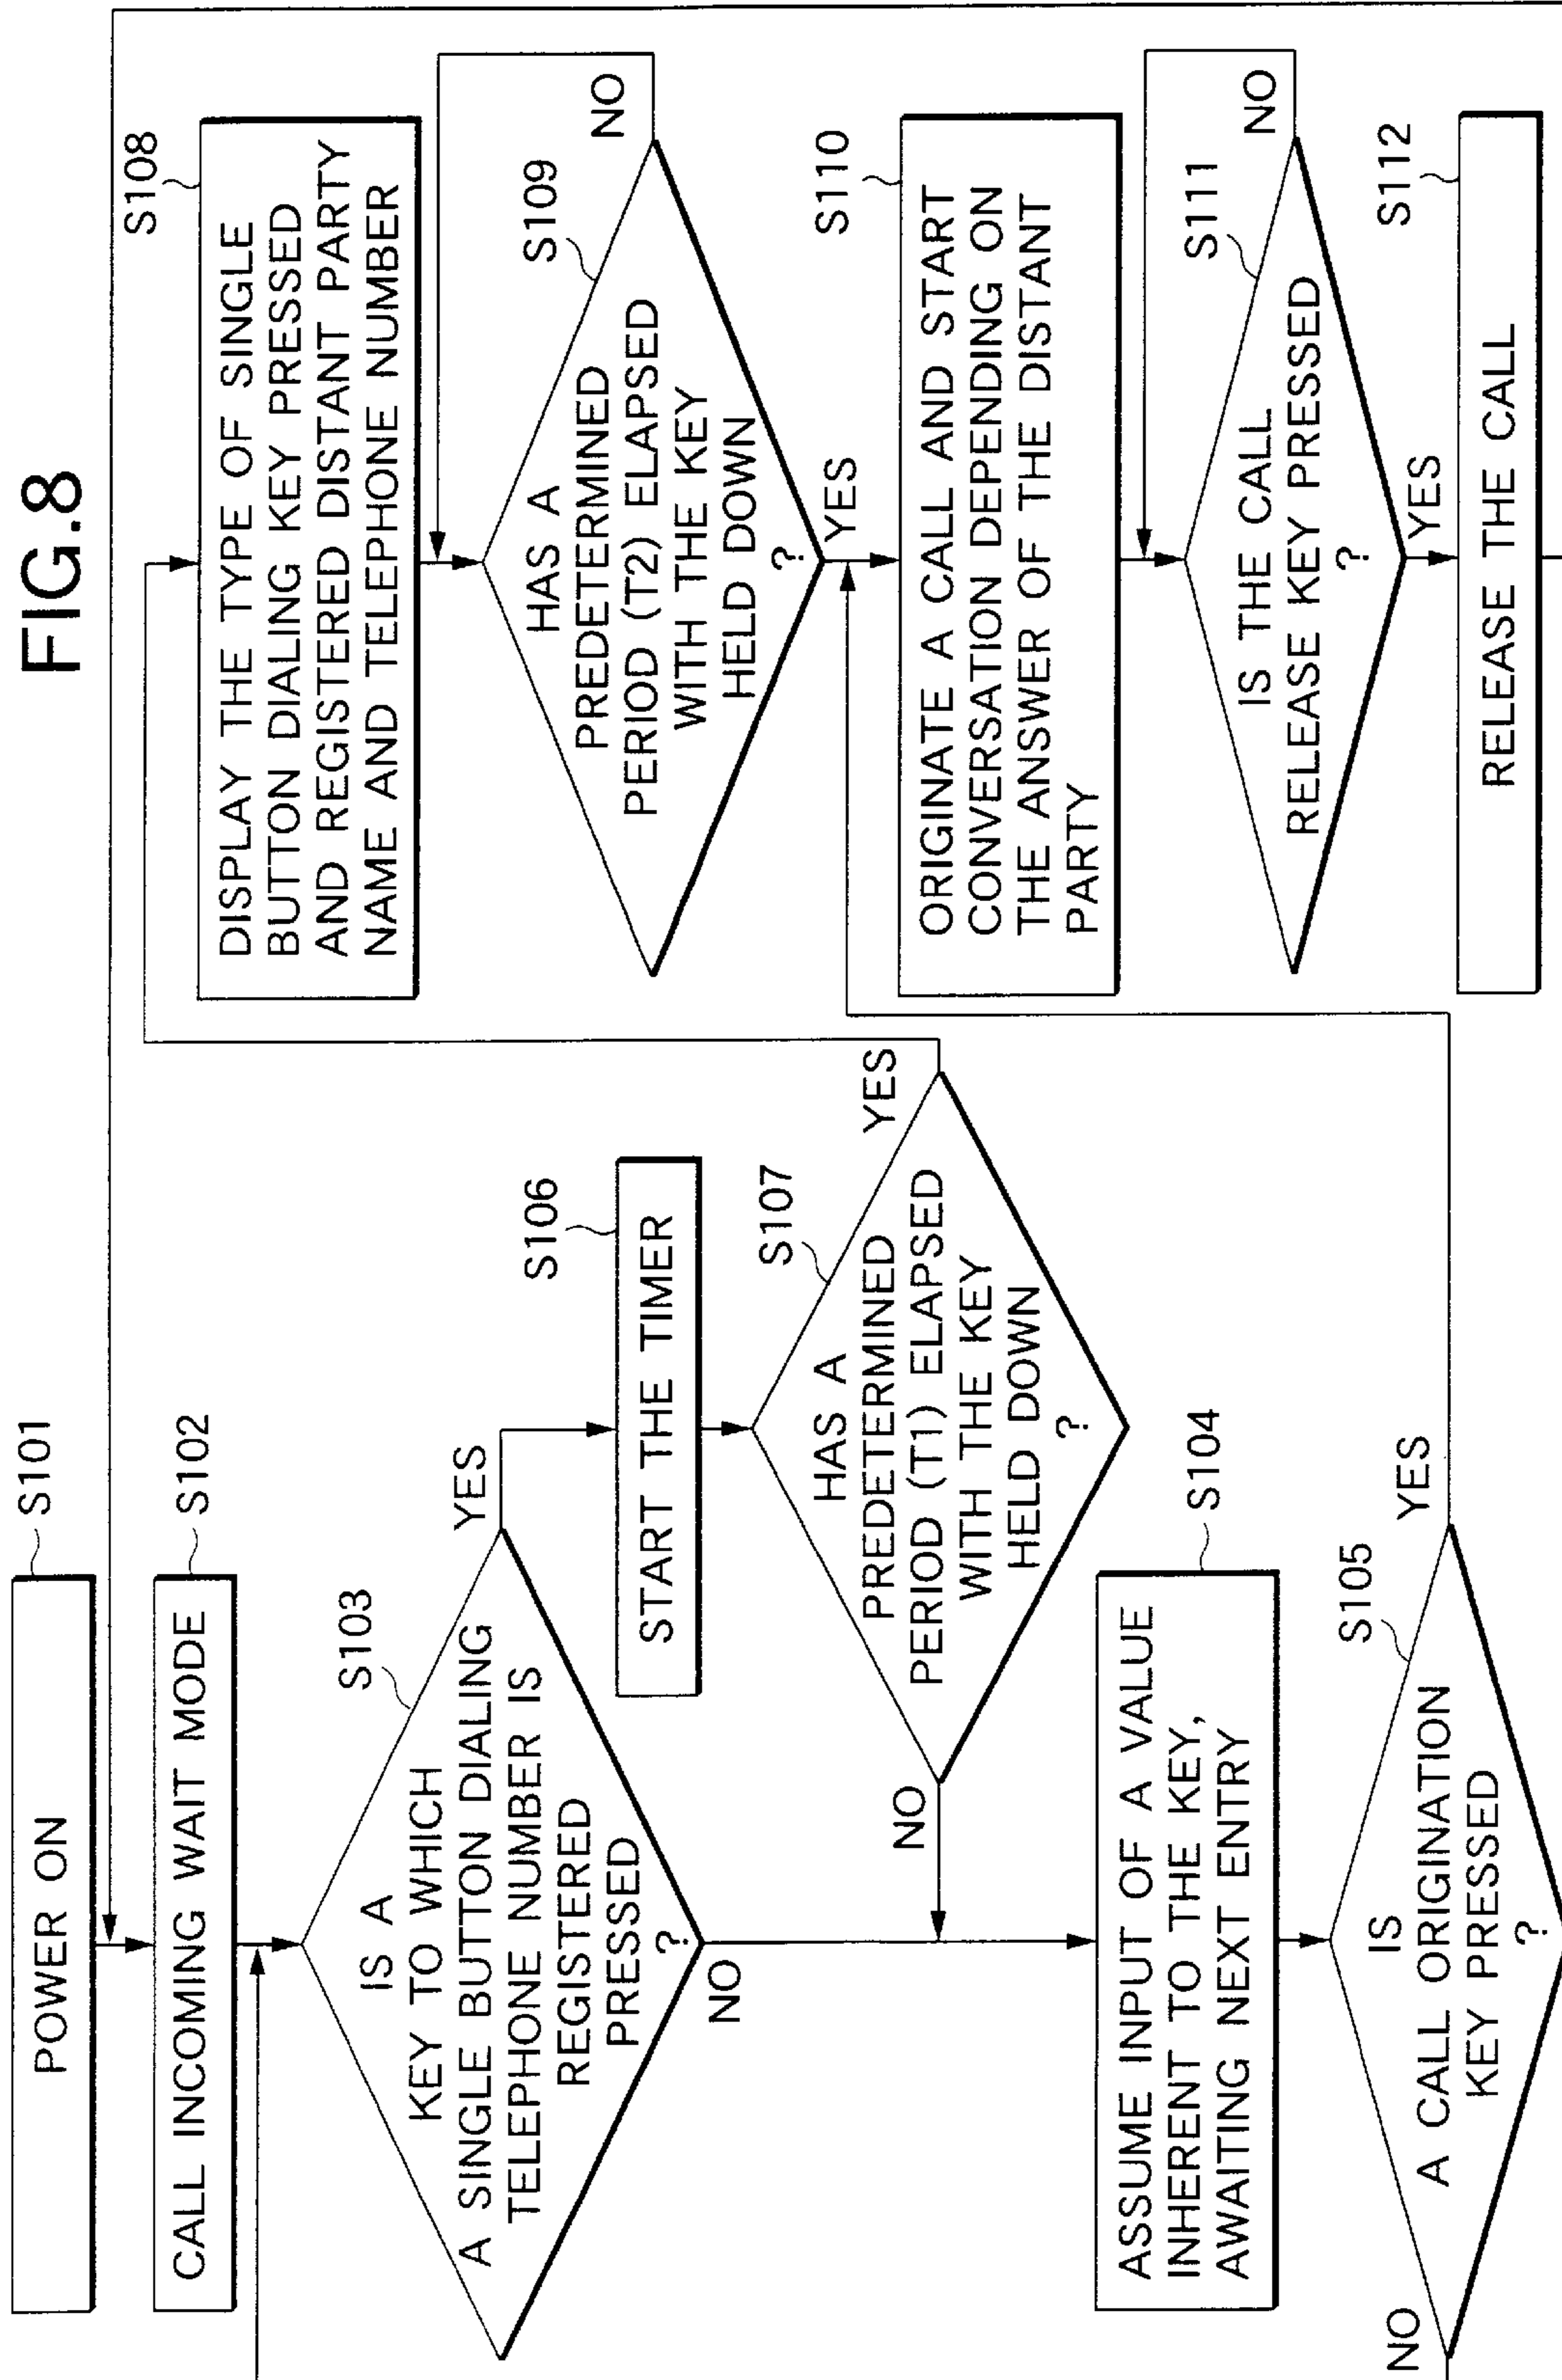 FIG.8
POWER ON
S101
CALL INCOMING WAIT MODE
S102
IS A
KEY TO WHICH
A SINGLE BUTTON DIALING
TELEPHONE NUMBER IS
REGISTERED
PRESSED
?
S103
YES
NO
START THE TIMER
S106
HAS A
PREDETERMINED
PERIOD (T1) ELAPSED
WITH THE KEY
HELD DOWN
?
S107
YES
NO
ASSUME INPUT OF A VALUE
INHERENT TO THE KEY,
AWAITING NEXT ENTRY
S104
IS
A CALL ORIGINATION
KEY PRESSED
?
S105
YES
NO
DISPLAY THE TYPE OF SINGLE
BUTTON DIALING KEY PRESSED
AND REGISTERED DISTANT PARTY
NAME AND TELEPHONE NUMBER
S108
HAS A
PREDETERMINED
PERIOD (T2) ELAPSED
WITH THE KEY
HELD DOWN
?
S109
NO
YES
ORIGINATE A CALL AND START
CONVERSATION DEPENDING ON
THE ANSWER OF THE DISTANT
PARTY
S110
IS THE CALL
RELEASE KEY PRESSED
?
S111
NO
YES
RELEASE THE CALL
S112